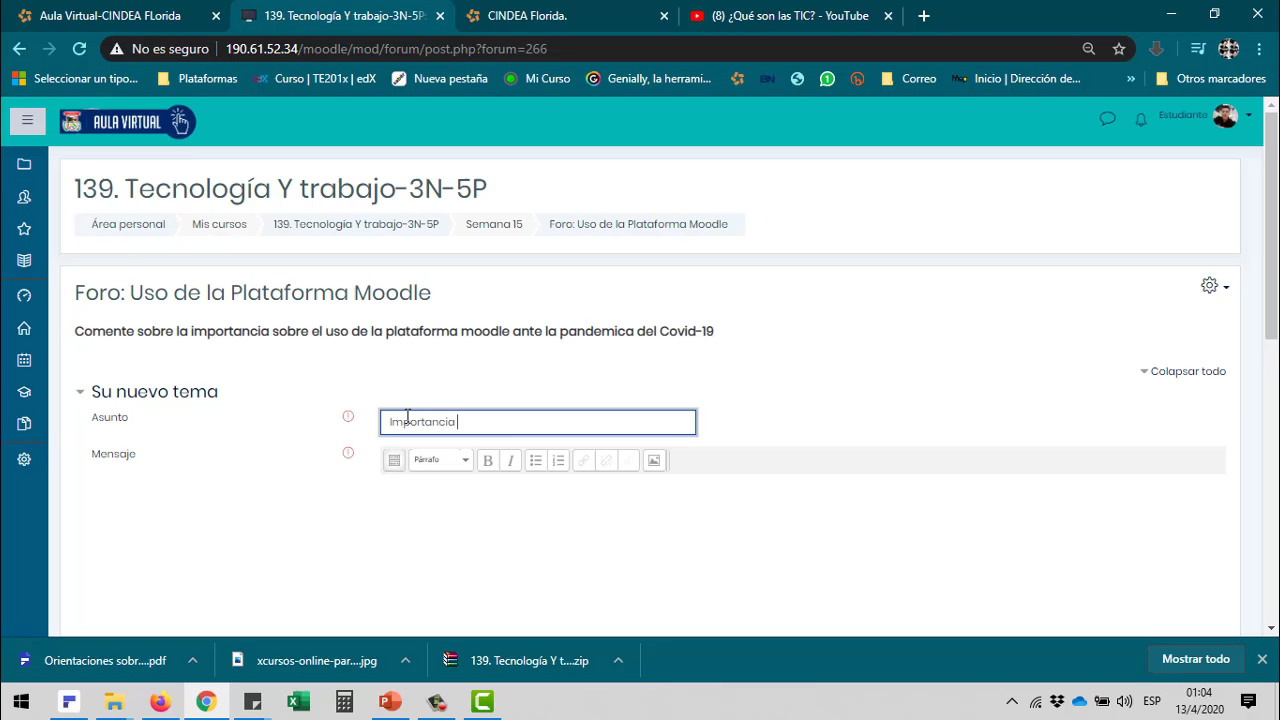 Aula Virtual-CINDEA FLorida
139. Tecnología Y trabajo-3N-5P:
CINDEA Florida.
(8) ¿Qué son las TIC? - YouTube
No es seguro
190.61.52.34/moodle/mod/forum/post.php?forum=266
Seleccionar un tipo...
Plataformas
Curso | TE201x | edX
Nueva pestaña
Mi Curso
Genially, la herrami...
Correo
Inicio | Dirección de...
»
Otros marcadores
AULA VIRTUAL
Estudiante
139. Tecnología Y trabajo-3N-5P
Área personal
Mis cursos
139. Tecnología Y trabajo-3N-5P
Semana 15
Foro: Uso de la Plataforma Moodle
Foro: Uso de la Plataforma Moodle
Comente sobre la importancia sobre el uso de la plataforma moodle ante la pandemica del Covid-19
Colapsar todo
Su nuevo tema
Asunto
Importancia
Mensaje
Párrafo
B
I
Orientaciones sobr....pdf
xcursos-online-par....jpg
139. Tecnología Y t....zip
Mostrar todo
ESP
01:04
13/4/2020